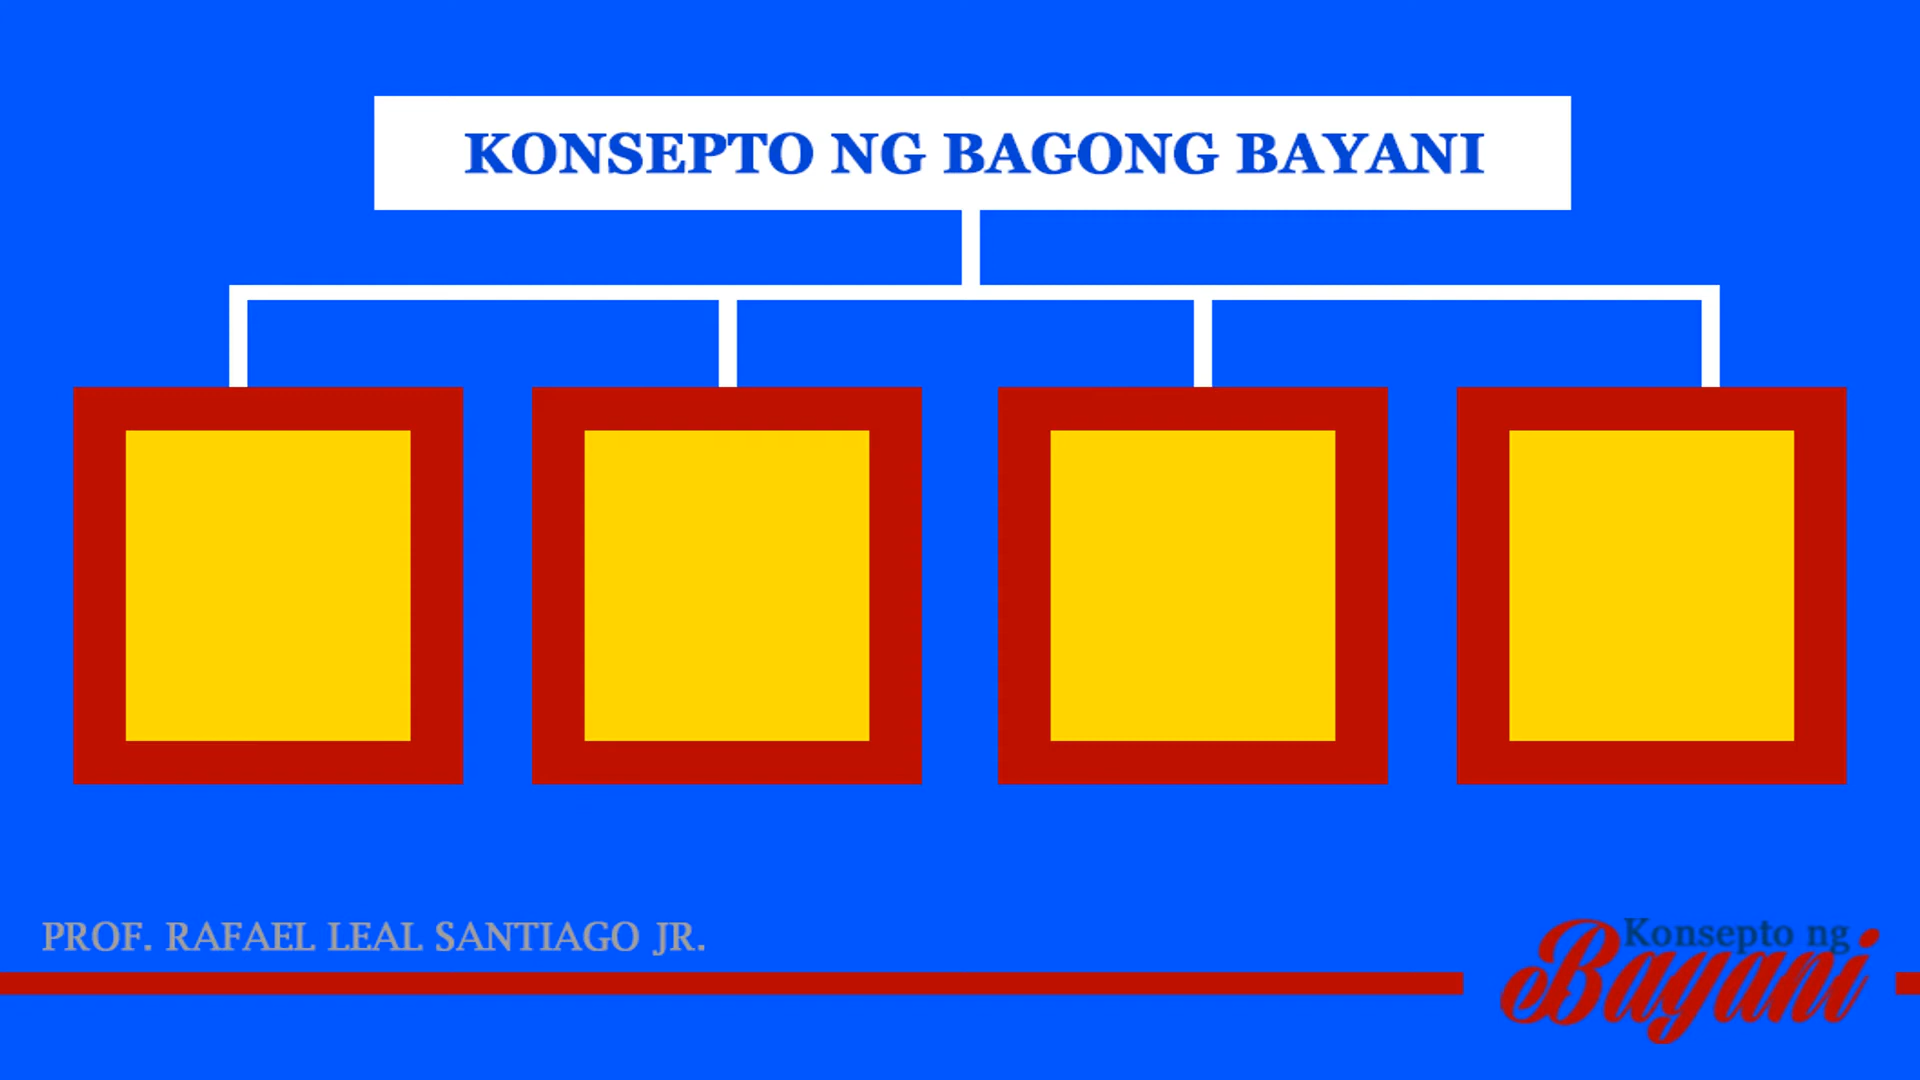 KONSEPTO NG BAGONG BAYANI
PROF. RAFAEL LEAL SANTIAGO JR.
Konsepto ng
Bayani